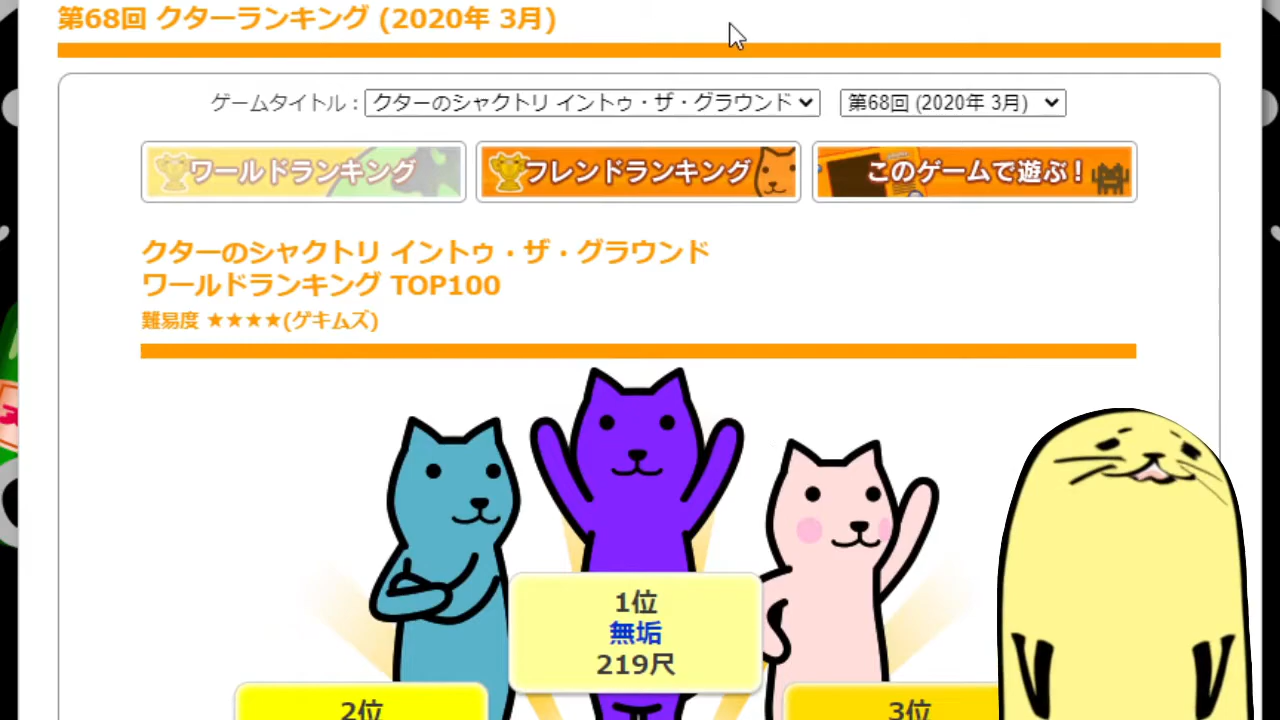 第68回 クターランキング (2020年 3月)
ゲームタイトル : クターのシャクトリ イントゥ・ザ・グラウンド 第68回 (2020年 3月)
ワールドランキング フレンドランキング このゲームで遊ぶ!
クターのシャクトリ イントゥ・ザ・グラウンド
ワールドランキング TOP100
難易度 ★★★★(ゲキムズ)
1位
無垢
219尺
2位 3位